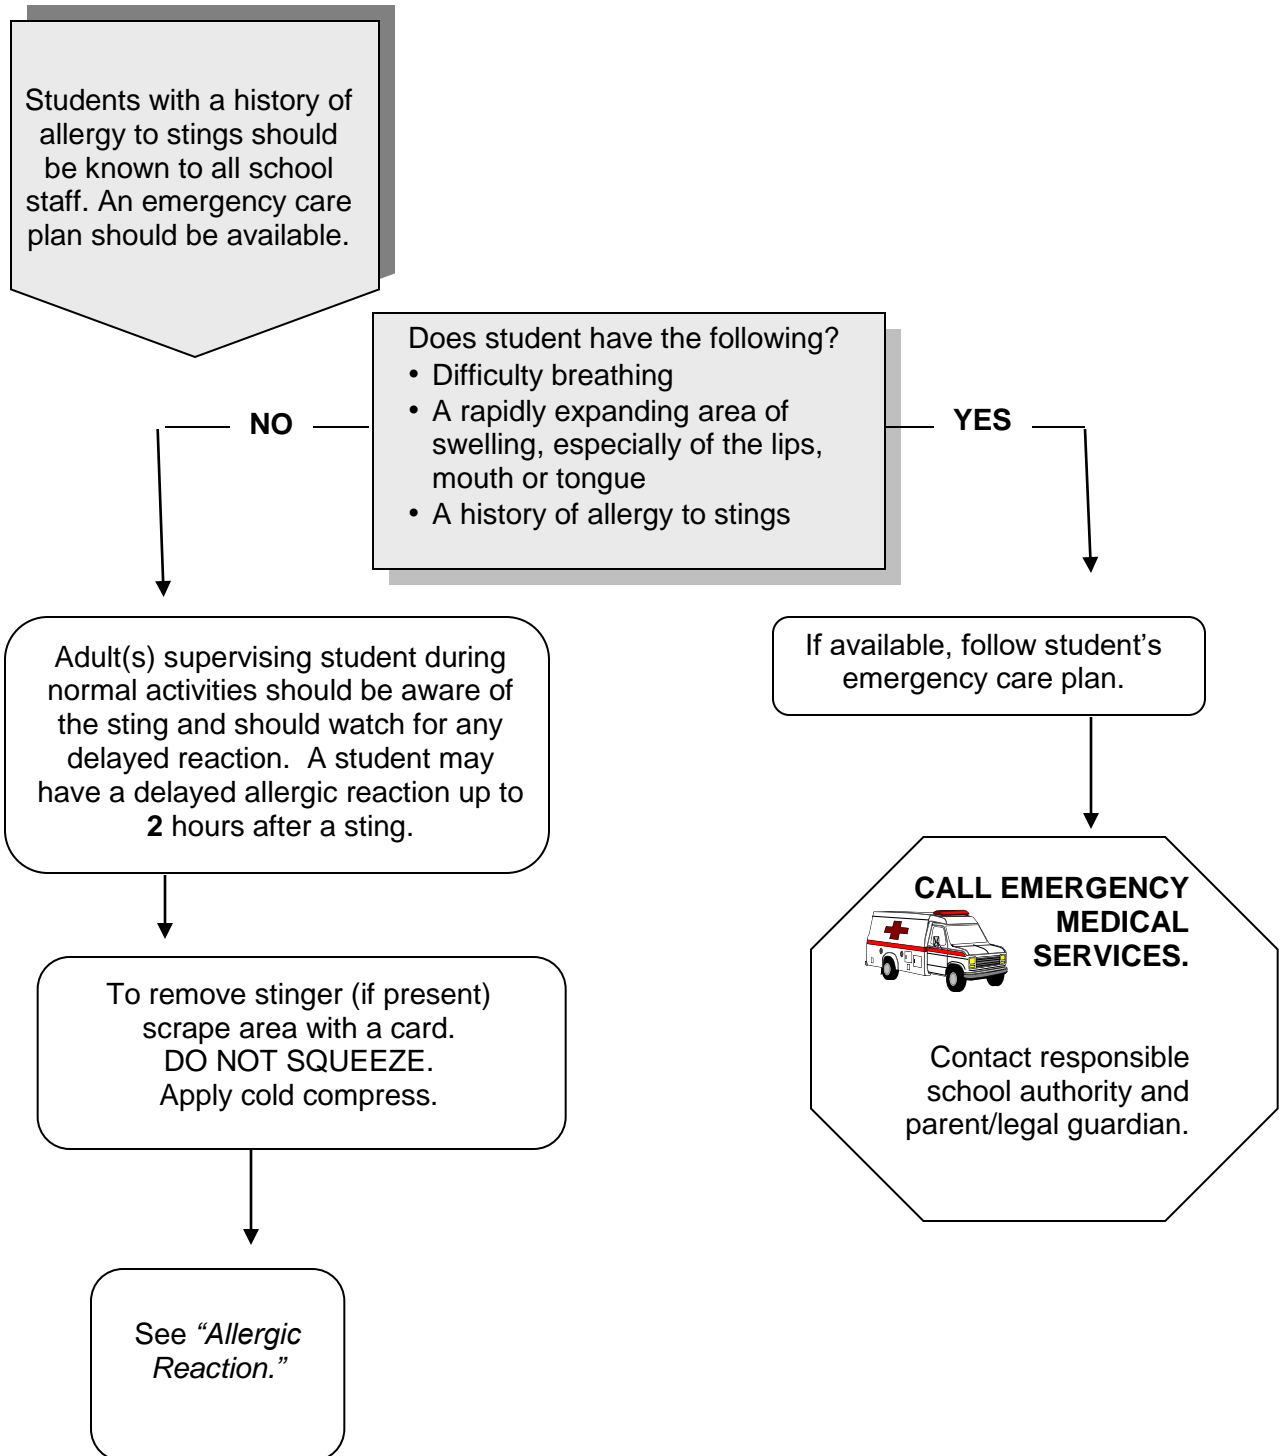 Students with a history of
allergy to stings should
be known to all school
staff. An emergency care
plan should be available.
Does student have the following?
• Difficulty breathing
• A rapidly expanding area of
swelling, especially of the lips,
mouth or tongue
• A history of allergy to stings
NO
YES
Adult(s) supervising student during
normal activities should be aware of
the sting and should watch for any
delayed reaction.  A student may
have a delayed allergic reaction up to
2 hours after a sting.
If available, follow student’s
emergency care plan.
To remove stinger (if present)
scrape area with a card.
DO NOT SQUEEZE.
Apply cold compress.
CALL EMERGENCY
MEDICAL
SERVICES.
Contact responsible
school authority and
parent/legal guardian.
See “Allergic
Reaction.”